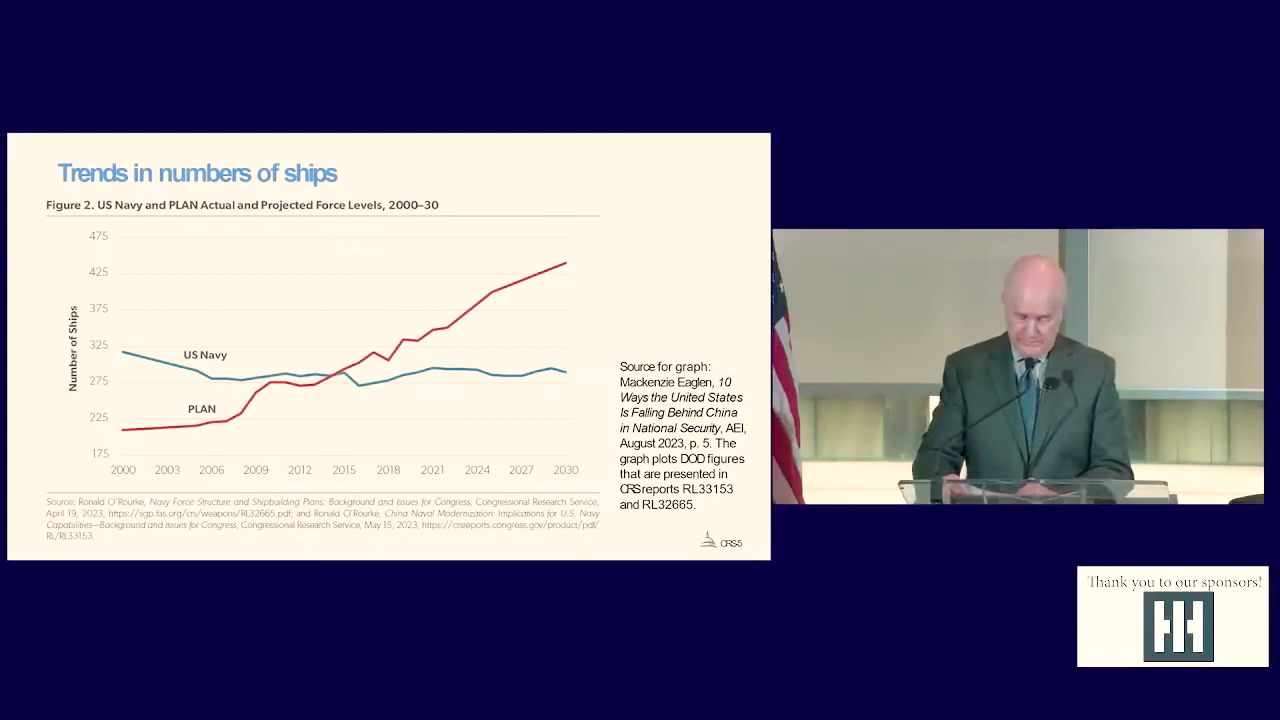 Trends in numbers of ships
Figure 2. US Navy and PLAN Actual and Projected Force Levels, 2000–30
475
425
375
325
275
225
175
Number of Ships
US Navy
PLAN
2000 2003 2006 2009 2012 2015 2018 2021 2024 2027 2030
Source: Ronald O'Rourke, Navy Force Structure and Shipbuilding Plans: Background and Issues for Congress, Congressional Research Service,
April 19, 2023, https://sgp.fas.org/crs/weapons/RL32665.pdf; and Ronald O'Rourke, China Naval Modernization: Implications for U.S. Navy
Capabilities—Background and Issues for Congress, Congressional Research Service, May 15, 2023, https://crsreports.congress.gov/product/pdf/
RL/RL33153.
Source for graph:
Mackenzie Eaglen, 10
Ways the United States
Is Falling Behind China
in National Security, AEI,
August 2023, p. 5. The
graph plots DOD figures
that are presented in
CRS reports RL33153
and RL32665.
CRS-5
Thank you to our sponsors!
HII